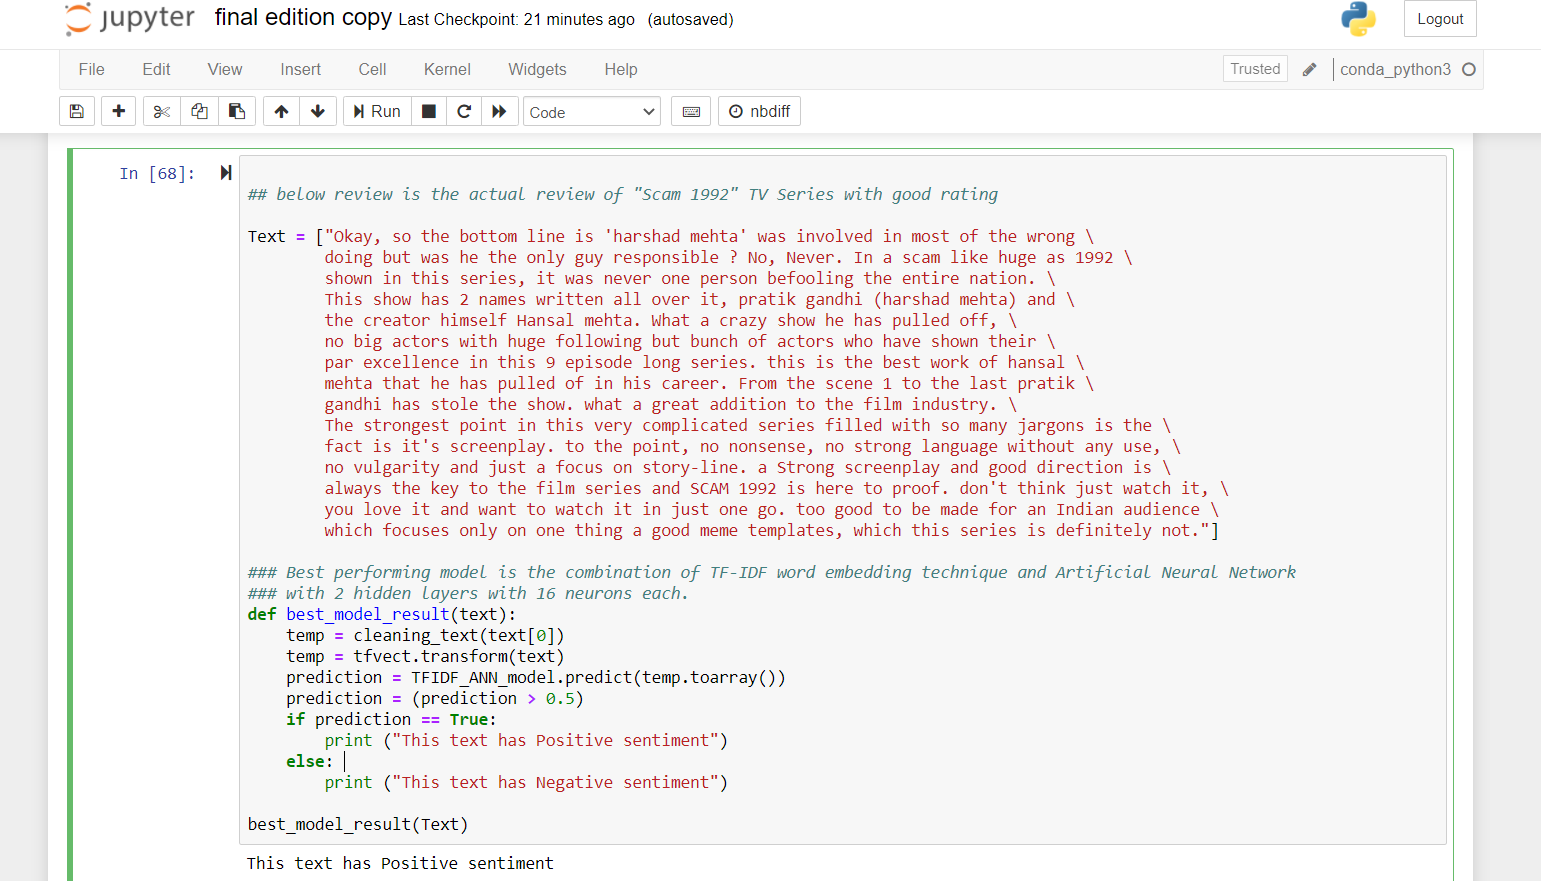 jupyter final edition copy Last Checkpoint: 21 minutes ago (autosaved)
Logout
File Edit View Insert Cell Kernel Widgets Help
Trusted conda_python3
Run Code nbdiff
In [68]:
## below review is the actual review of "Scam 1992" TV Series with good rating
Text = ["Okay, so the bottom line is 'harshad mehta' was involved in most of the wrong \
doing but was he the only guy responsible ? No, Never. In a scam like huge as 1992 \
shown in this series, it was never one person befooling the entire nation. \
This show has 2 names written all over it, pratik gandhi (harshad mehta) and \
the creator himself Hansal mehta. What a crazy show he has pulled off, \
no big actors with huge following but bunch of actors who have shown their \
par excellence in this 9 episode long series. this is the best work of hansal \
mehta that he has pulled of in his career. From the scene 1 to the last pratik \
gandhi has stole the show. what a great addition to the film industry. \
The strongest point in this very complicated series filled with so many jargons is the \
fact is it's screenplay. to the point, no nonsense, no strong language without any use, \
no vulgarity and just a focus on story-line. a Strong screenplay and good direction is \
always the key to the film series and SCAM 1992 is here to proof. don't think just watch it, \
you love it and want to watch it in just one go. too good to be made for an Indian audience \
which focuses only on one thing a good meme templates, which this series is definitely not."]
### Best performing model is the combination of TF-IDF word embedding technique and Artificial Neural Network
### with 2 hidden layers with 16 neurons each.
def best_model_result(text):
temp = cleaning_text(text[0])
temp = tfvect.transform(text)
prediction = TFIDF_ANN_model.predict(temp.toarray())
prediction = (prediction > 0.5)
if prediction == True:
print ("This text has Positive sentiment")
else:
print ("This text has Negative sentiment")
best_model_result(Text)
This text has Positive sentiment